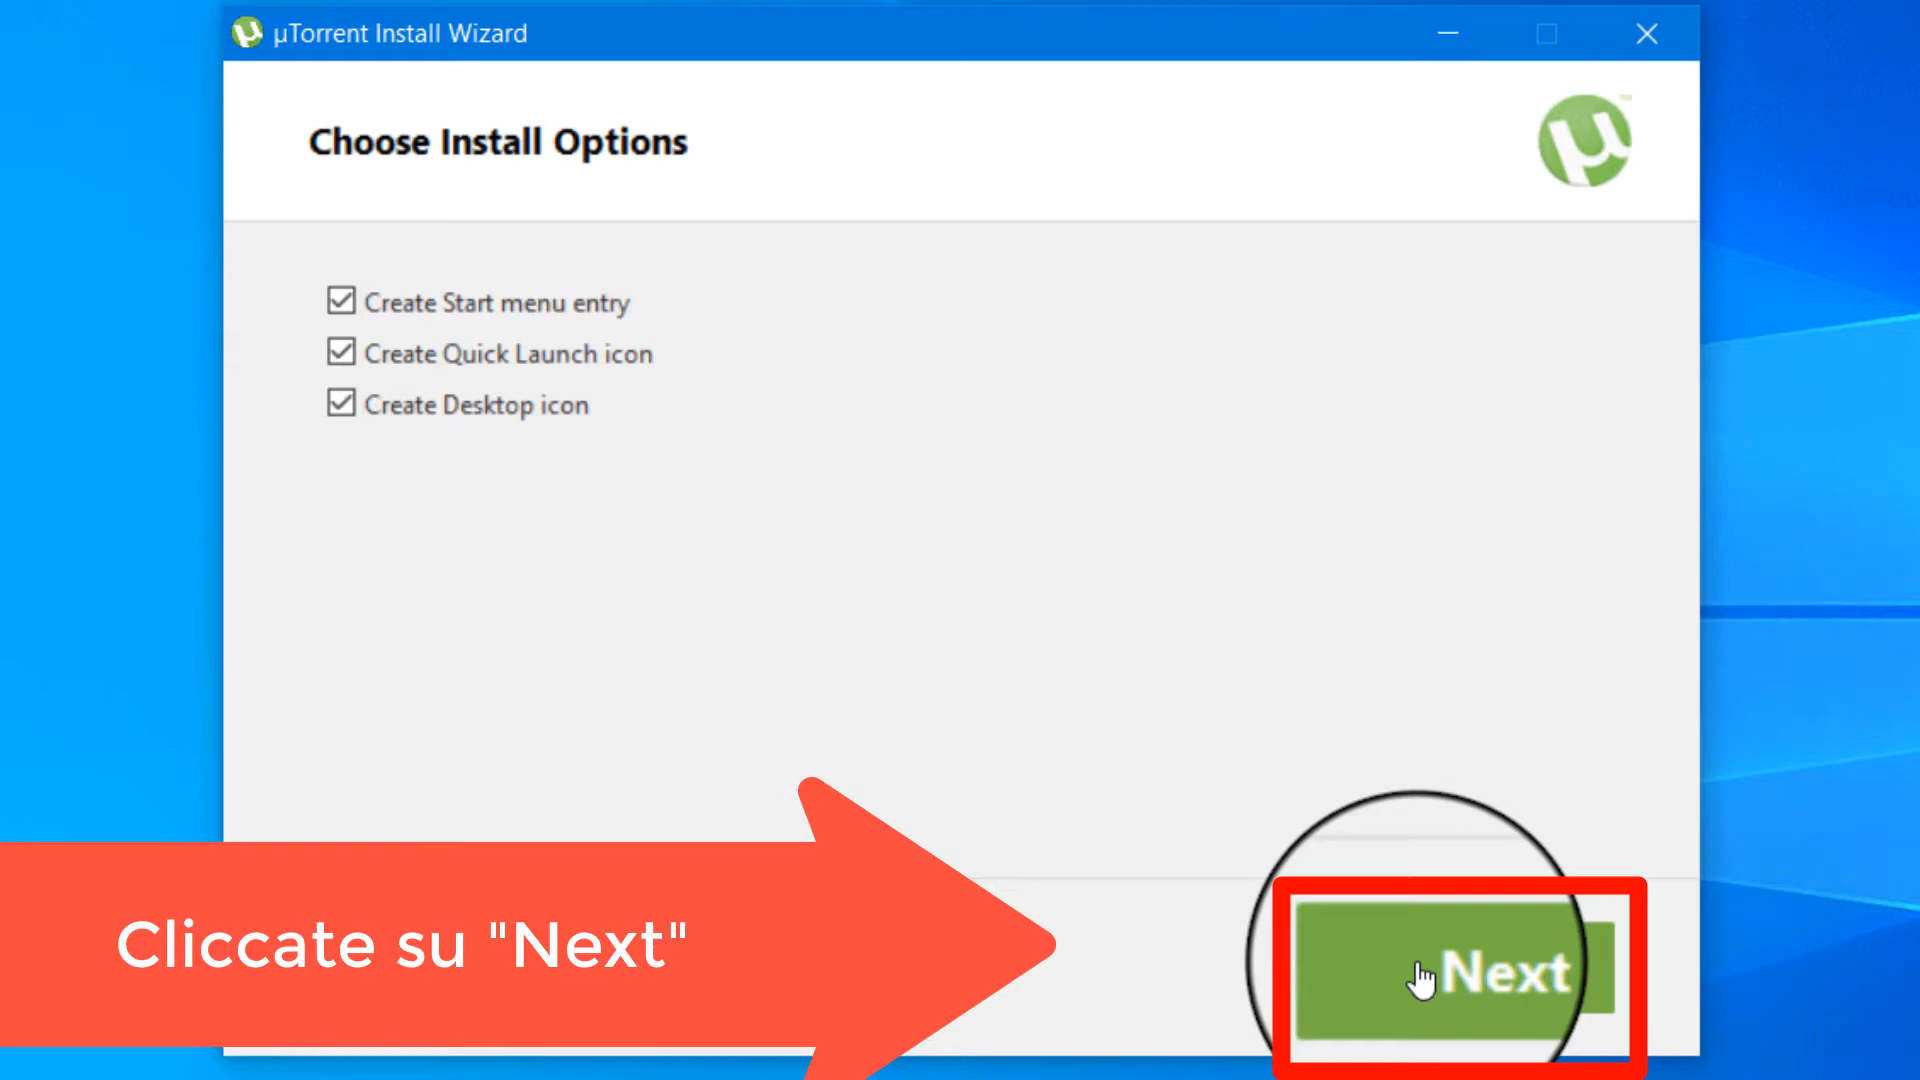 µTorrent Install Wizard
Choose Install Options
Create Start menu entry
Create Quick Launch icon
Create Desktop icon
Cliccate su "Next"
Next